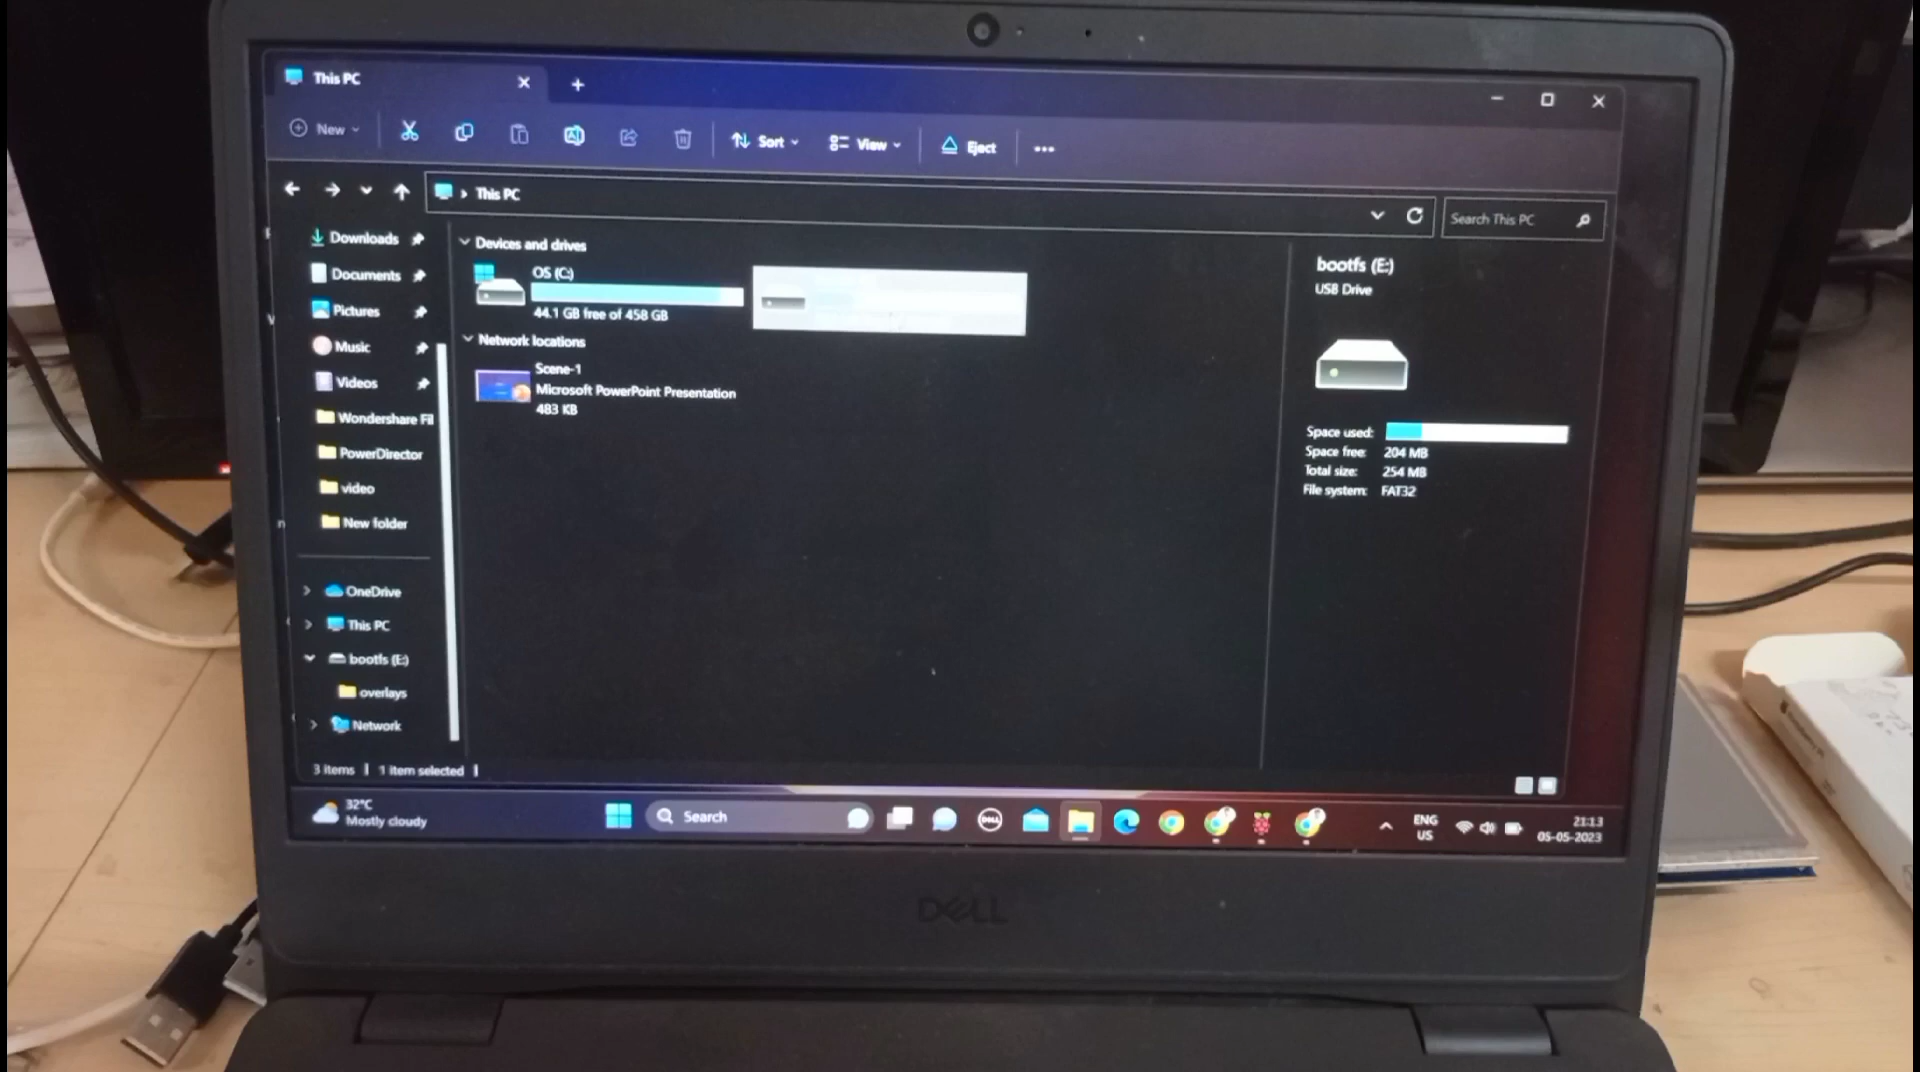 This PC
New
Sort
View
Eject
This PC
Search This PC
Downloads
Documents
Pictures
Music
Videos
Wondershare Fil
PowerDirector
video
New folder
OneDrive
This PC
bootfs (E:)
overlays
Network
Devices and drives
OS (C:)
44.1 GB free of 458 GB
Network locations
Scene-1
Microsoft PowerPoint Presentation
483 KB
bootfs (E:)
USB Drive
Space used:
Space free: 204 MB
Total size: 254 MB
File system: FAT32
3 items 1 item selected
32°C
Mostly cloudy
Search
DELL
ENG
US
21:13
05-05-2023
DELL